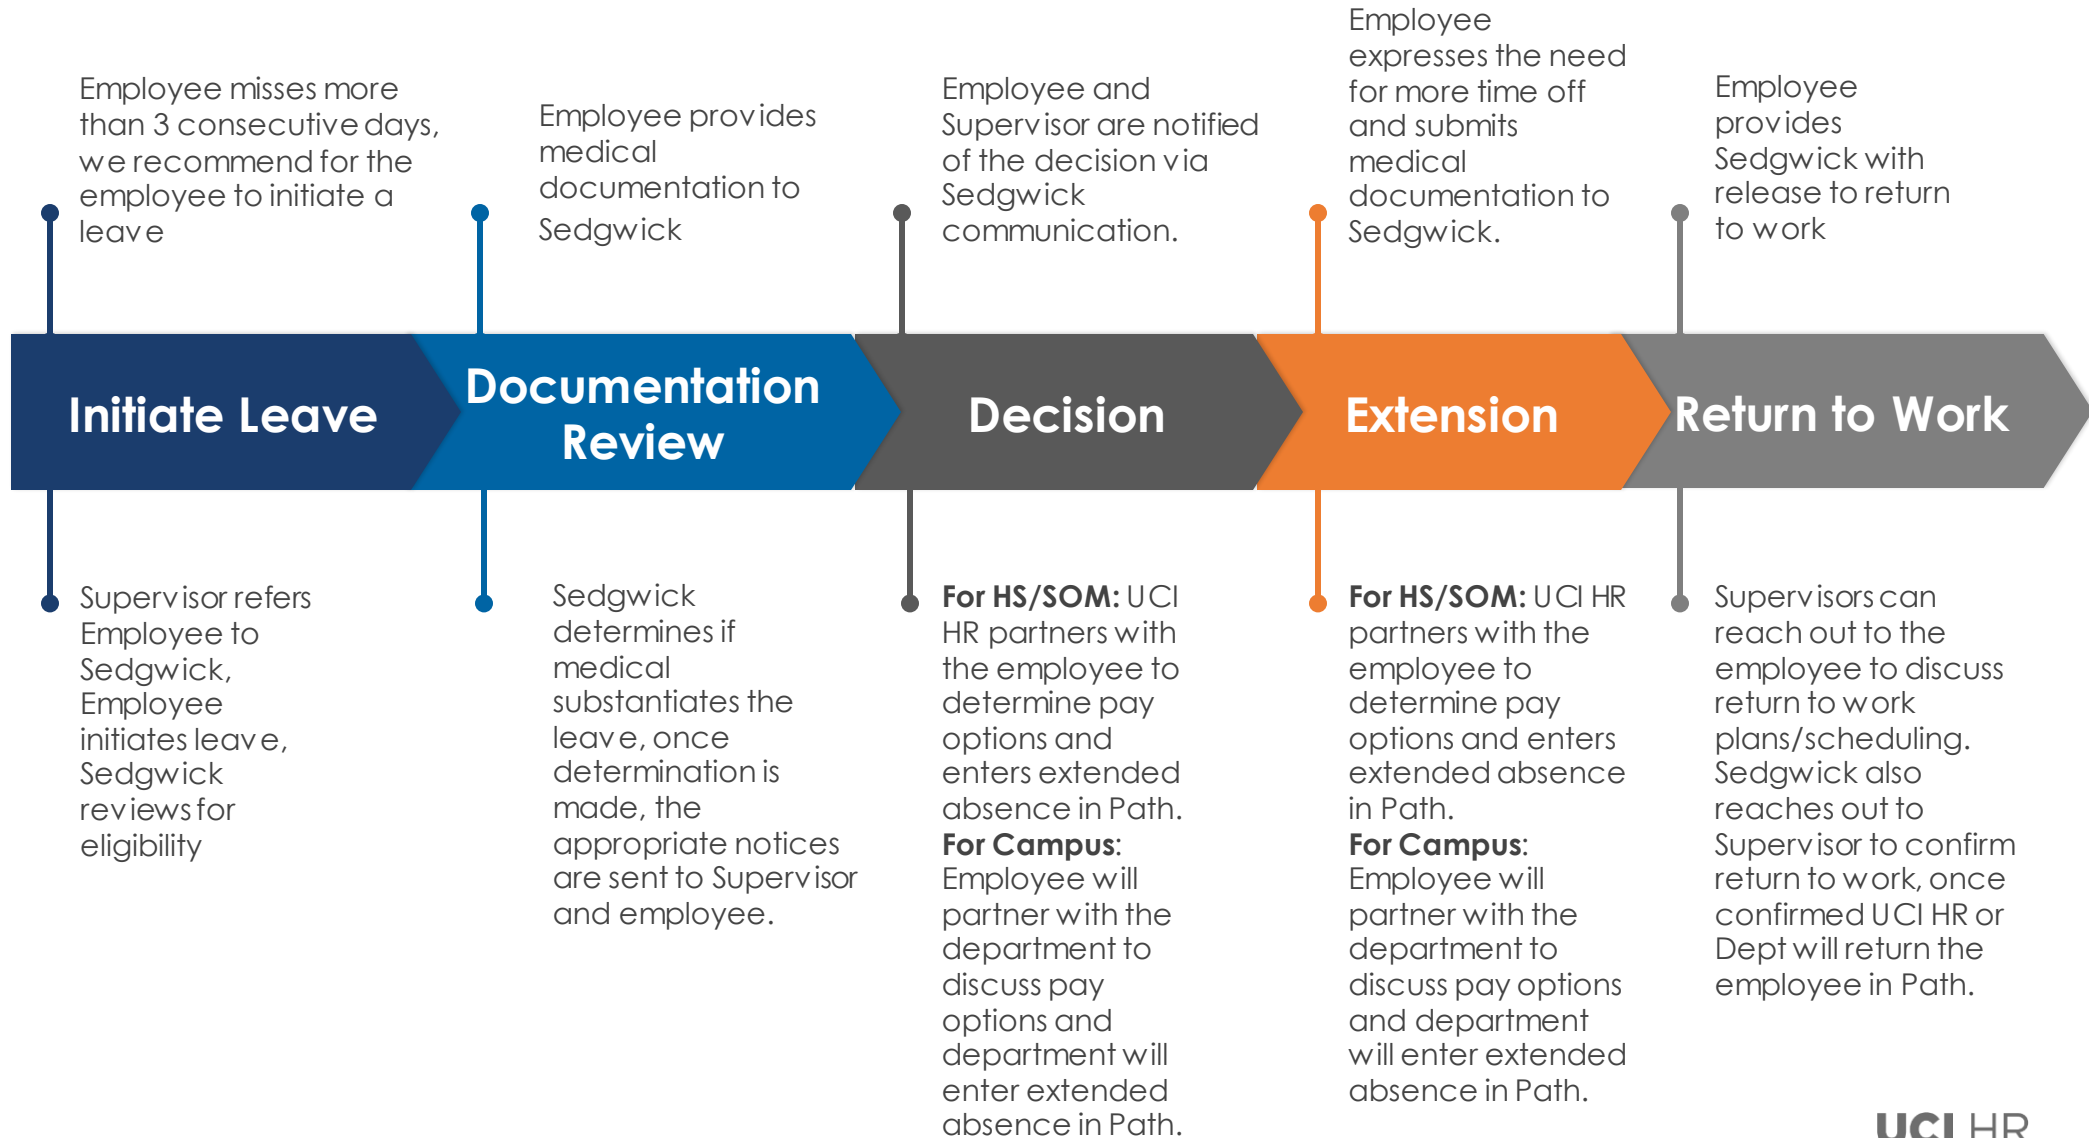 Employee misses more
than 3 consecutive days,
we recommend for the
employee to initiate a
leave
Employee provides
medical
documentation to
Sedgwick
Employee and
Supervisor are notified
of the decision via
Sedgwick
communication.
Employee
expresses the need
for more time off
and submits
medical
documentation to
Sedgwick.
Employee
provides
Sedgwick with
release to return
to work
Initiate Leave
Documentation
Review
Decision
Extension
Return to Work
Supervisor refers
Employee to
Sedgwick,
Employee
initiates leave,
Sedgwick
reviews for
eligibility
Sedgwick
determines if
medical
substantiates the
leave, once
determination is
made, the
appropriate notices
are sent to Supervisor
and employee.
For HS/SOM: UCI
HR partners with
the employee to
determine pay
options and
enters extended
absence in Path.
For Campus:
Employee will
partner with the
department to
discuss pay
options and
department will
enter extended
absence in Path.
For HS/SOM: UCI HR
partners with the
employee to
determine pay
options and enters
extended absence
in Path.
For Campus:
Employee will
partner with the
department to
discuss pay options
and department
will enter extended
absence in Path.
Supervisors can
reach out to the
employee to discuss
return to work
plans/scheduling.
Sedgwick also
reaches out to
Supervisor to confirm
return to work, once
confirmed UCI HR or
Dept will return the
employee in Path.
UCI HR